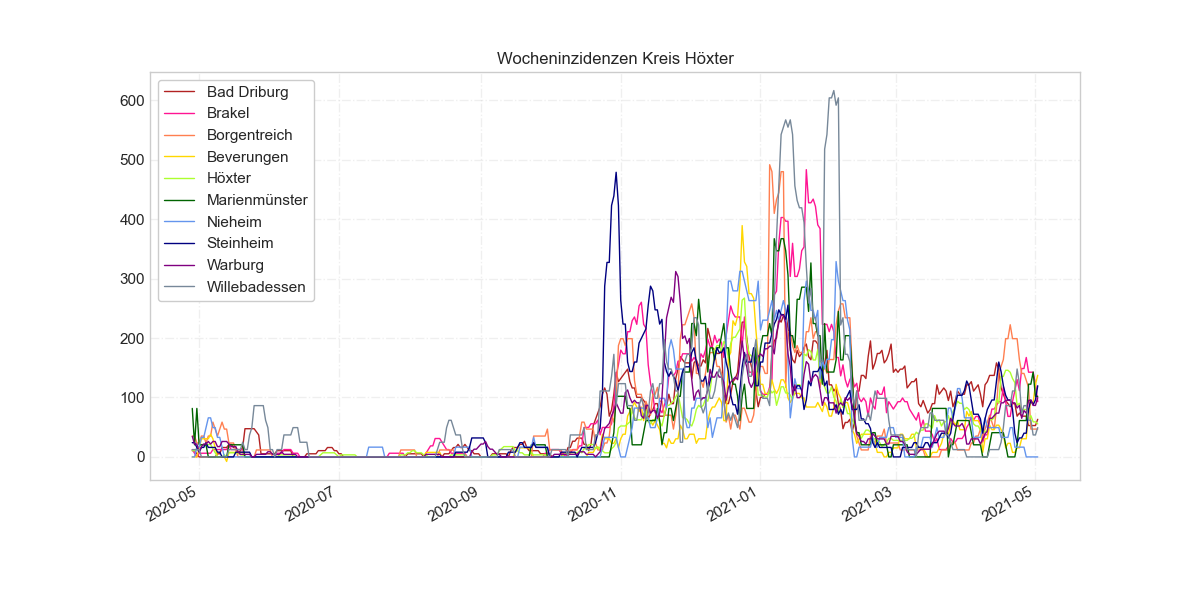 Wocheninzidenzen Kreis Höxter
Bad Driburg
Brakel
Borgentreich
Beverungen
Höxter
Marienmünster
Nieheim
Steinheim
Warburg
Willebadessen
600
500
400
300
200
100
0
2020-05
2020-07
2020-09
2020-11
2021-01
2021-03
2021-05